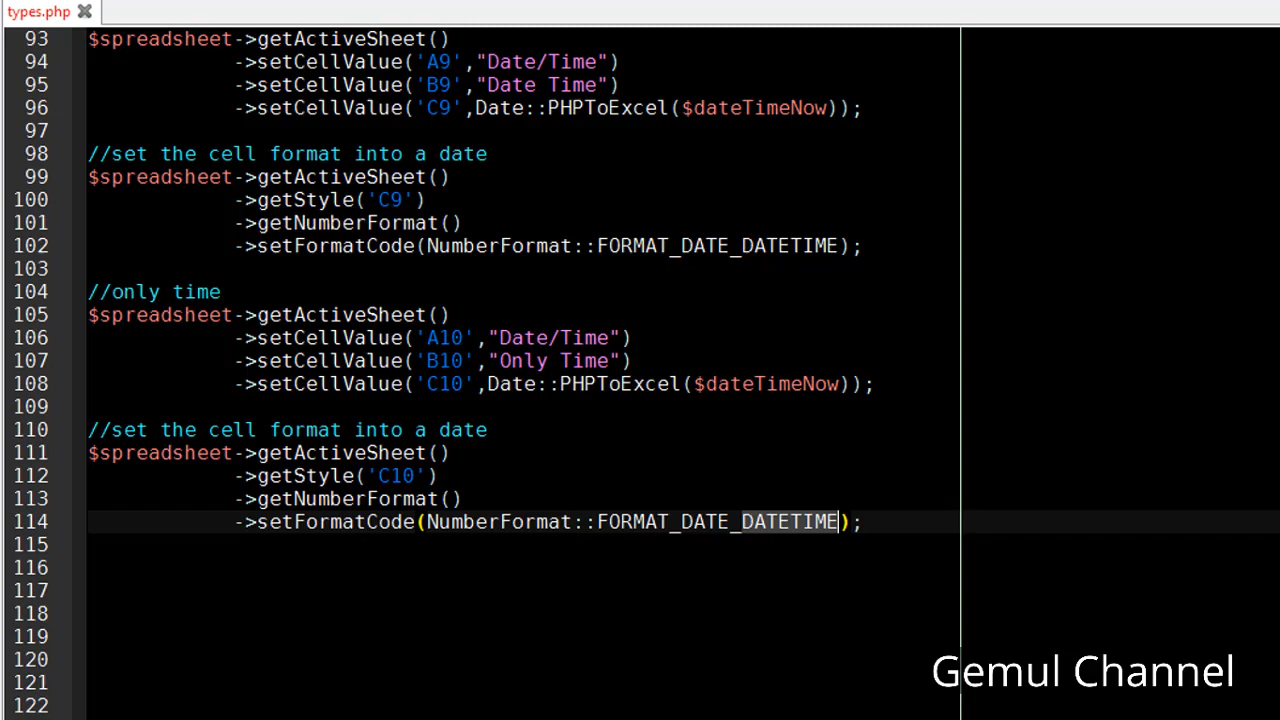 types.php
93 $spreadsheet->getActiveSheet()
94 ->setCellValue('A9',"Date/Time")
95 ->setCellValue('B9',"Date Time")
96 ->setCellValue('C9',Date::PHPToExcel($dateTimeNow));
97
98 //set the cell format into a date
99 $spreadsheet->getActiveSheet()
100 ->getStyle('C9')
101 ->getNumberFormat()
102 ->setFormatCode(NumberFormat::FORMAT_DATE_DATETIME);
103
104 //only time
105 $spreadsheet->getActiveSheet()
106 ->setCellValue('A10',"Date/Time")
107 ->setCellValue('B10',"Only Time")
108 ->setCellValue('C10',Date::PHPToExcel($dateTimeNow));
109
110 //set the cell format into a date
111 $spreadsheet->getActiveSheet()
112 ->getStyle('C10')
113 ->getNumberFormat()
114 ->setFormatCode(NumberFormat::FORMAT_DATE_DATETIME);
115
116
117
118
119
120
121
122
Gemul Channel